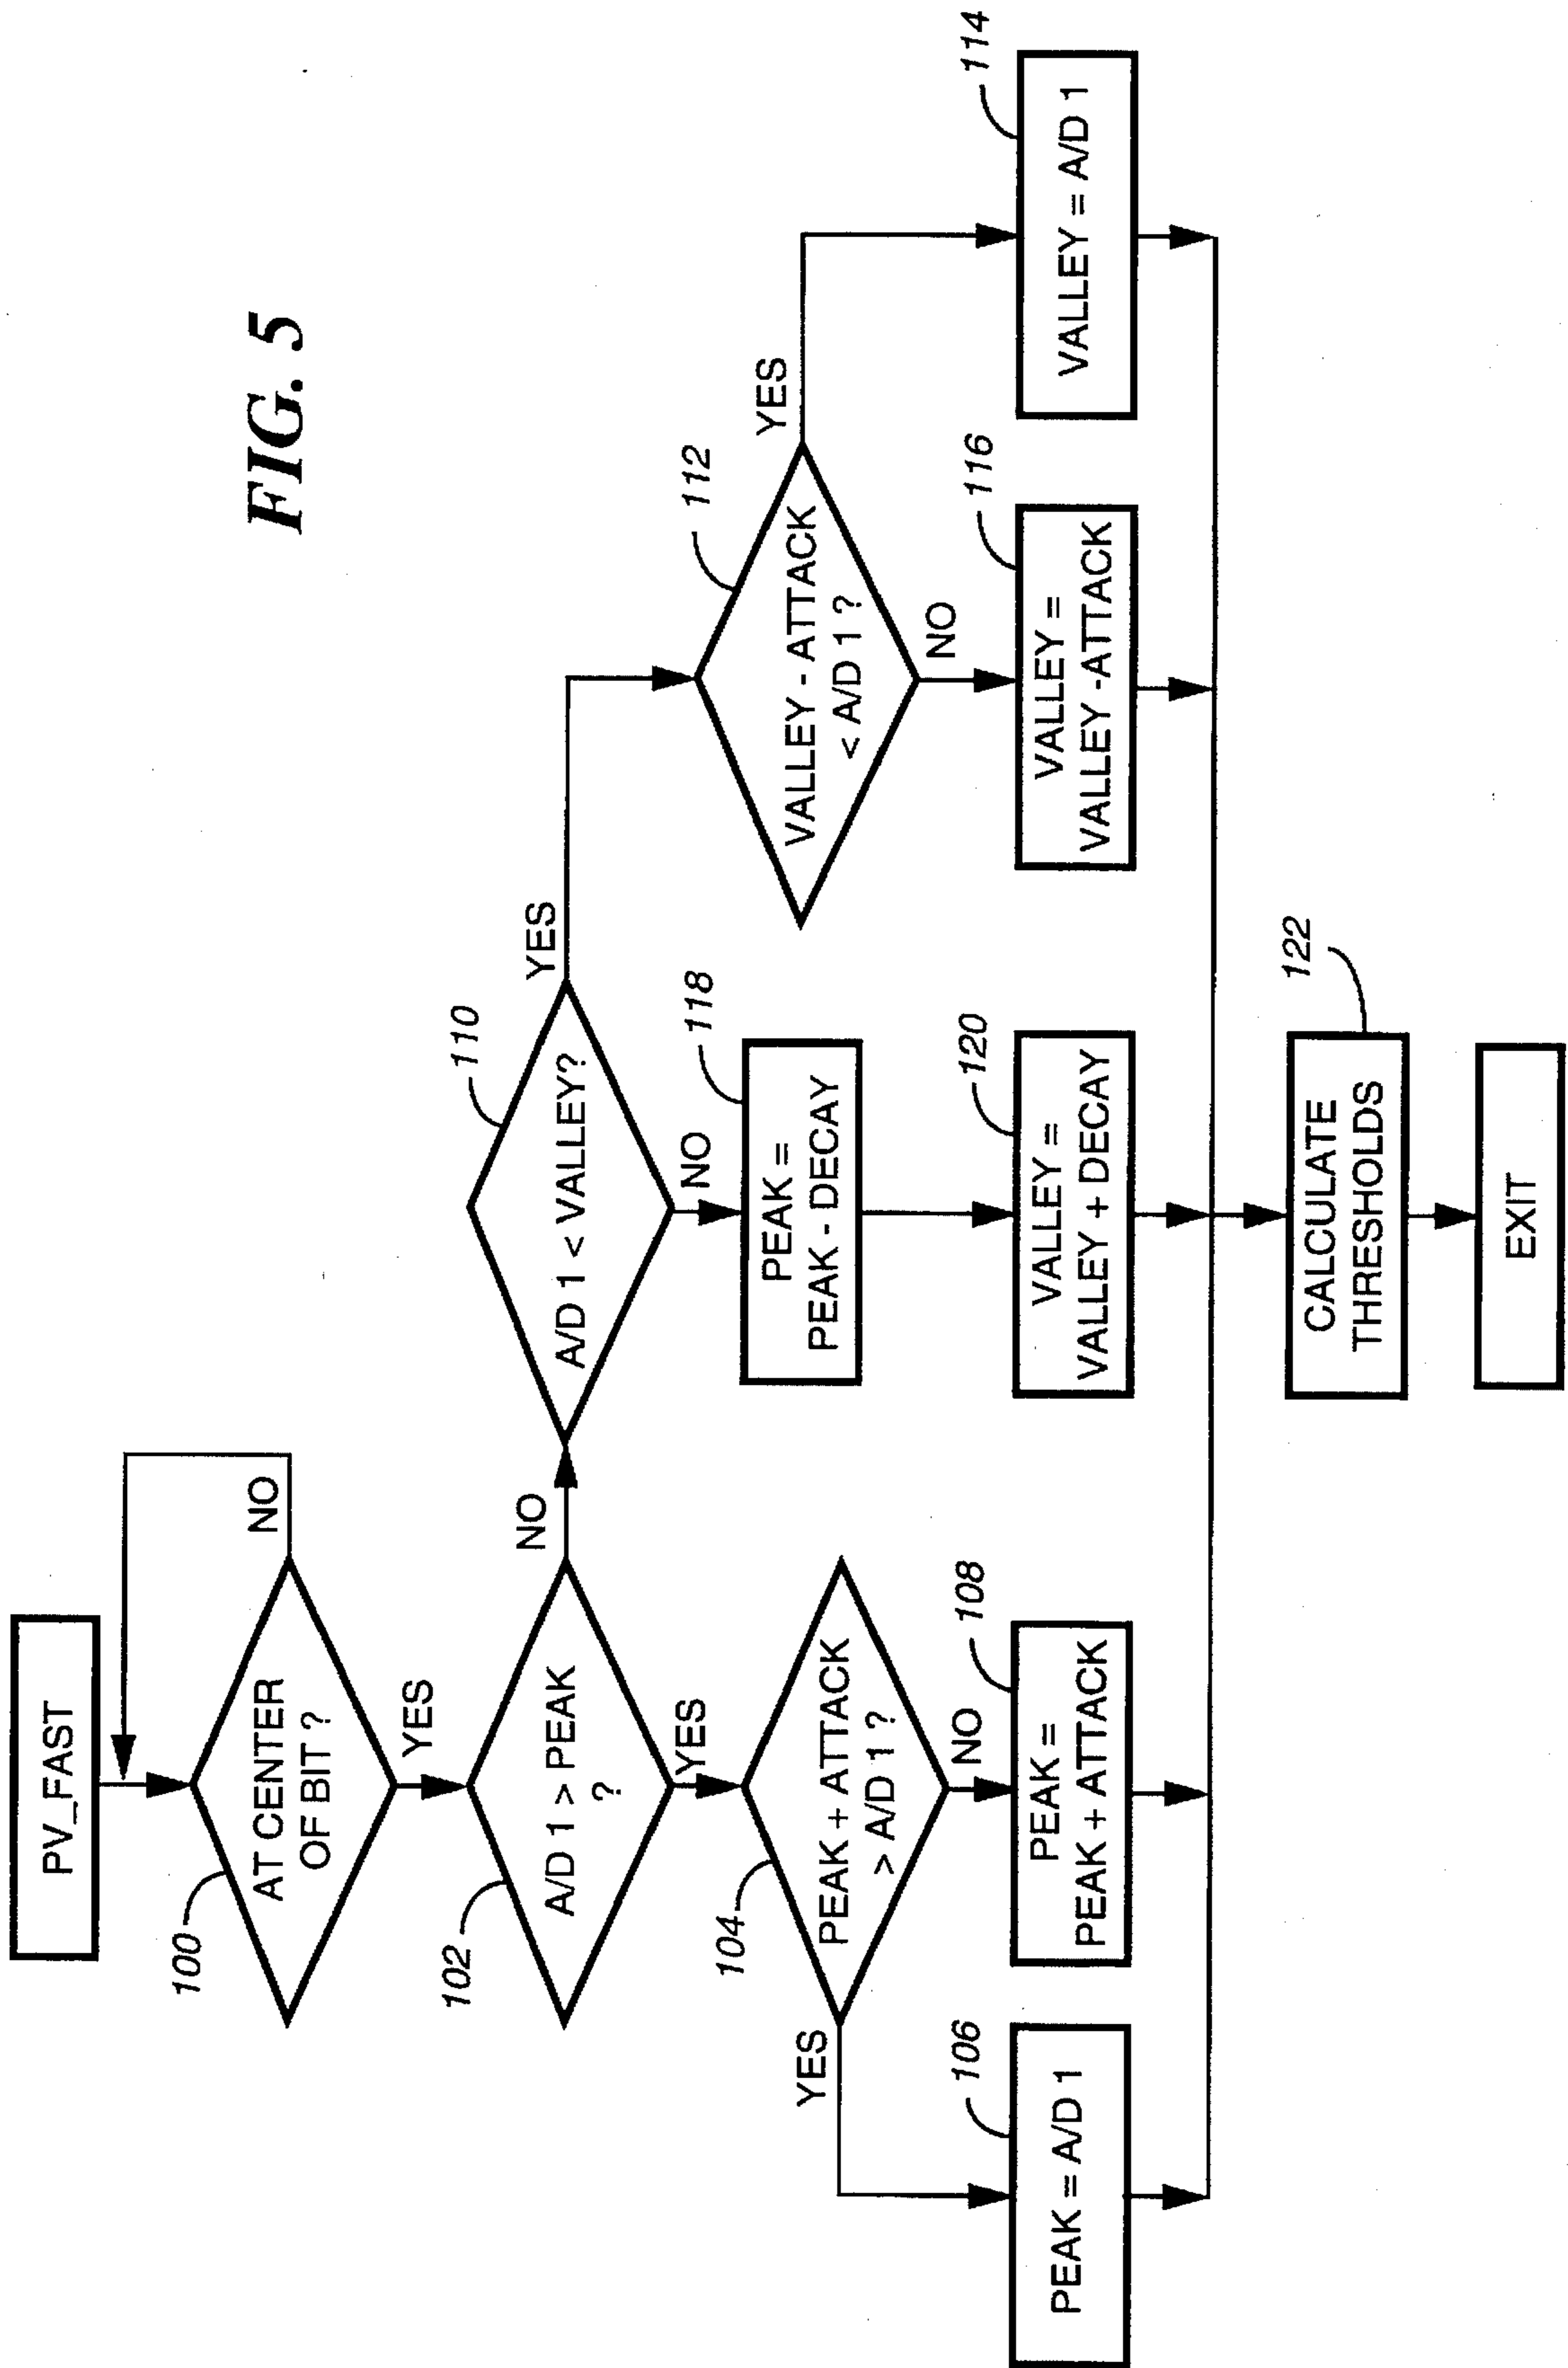 FIG. 5
PV_FAST
100
AT CENTER
OF BIT ?
NO
YES
102
A/D 1 > PEAK
?
NO
YES
104
PEAK + ATTACK
> A/D 1 ?
YES
NO
106
PEAK = A/D 1
108
PEAK =
PEAK + ATTACK
110
A/D 1 < VALLEY?
YES
NO
118
PEAK =
PEAK - DECAY
120
VALLEY =
VALLEY + DECAY
112
VALLEY - ATTACK
< A/D 1 ?
YES
NO
116
VALLEY =
VALLEY -ATTACK
114
VALLEY = A/D 1
122
CALCULATE
THRESHOLDS
EXIT